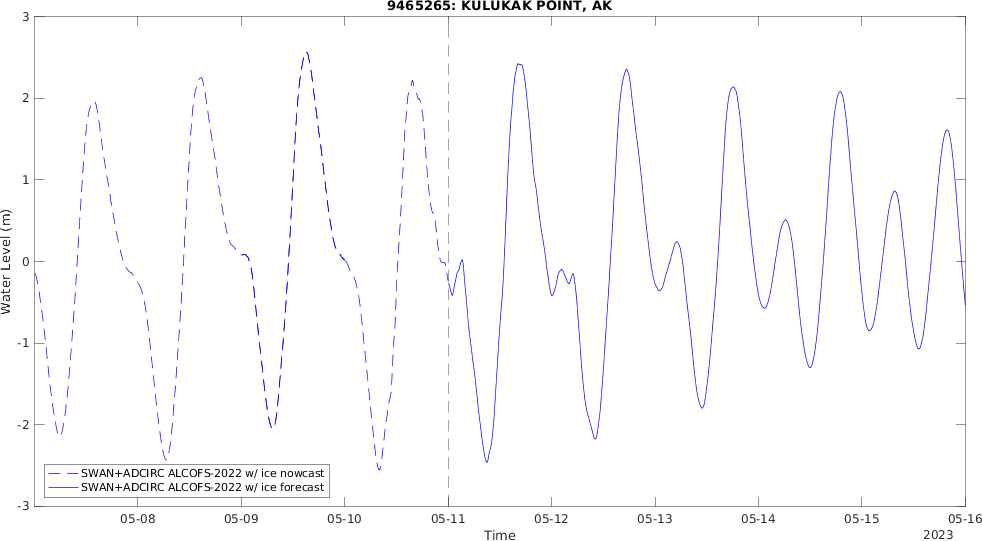 9465265: KULUKAK POINT, AK
3
2
1
0
-1
-2
-3
Water Level (m)
SWAN+ADCIRC ALCOFS-2022 w/ ice nowcast
SWAN+ADCIRC ALCOFS-2022 w/ ice forecast
05-08 05-09 05-10 05-11 05-12 05-13 05-14 05-15 05-16
Time
2023